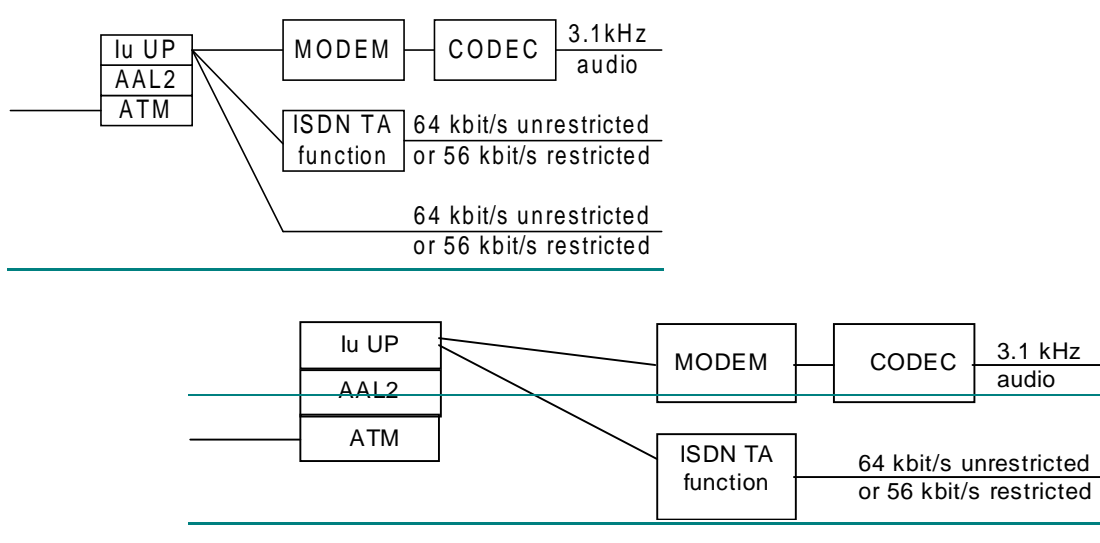 Iu UP
AAL2
ATM
MODEM
CODEC
3.1kHz
audio
ISDN TA
function
64 kbit/s unrestricted
or 56 kbit/s restricted
64 kbit/s unrestricted
or 56 kbit/s restricted
Iu UP
AAL2
ATM
MODEM
CODEC
3.1 kHz
audio
ISDN TA
function
64 kbit/s unrestricted
or 56 kbit/s restricted